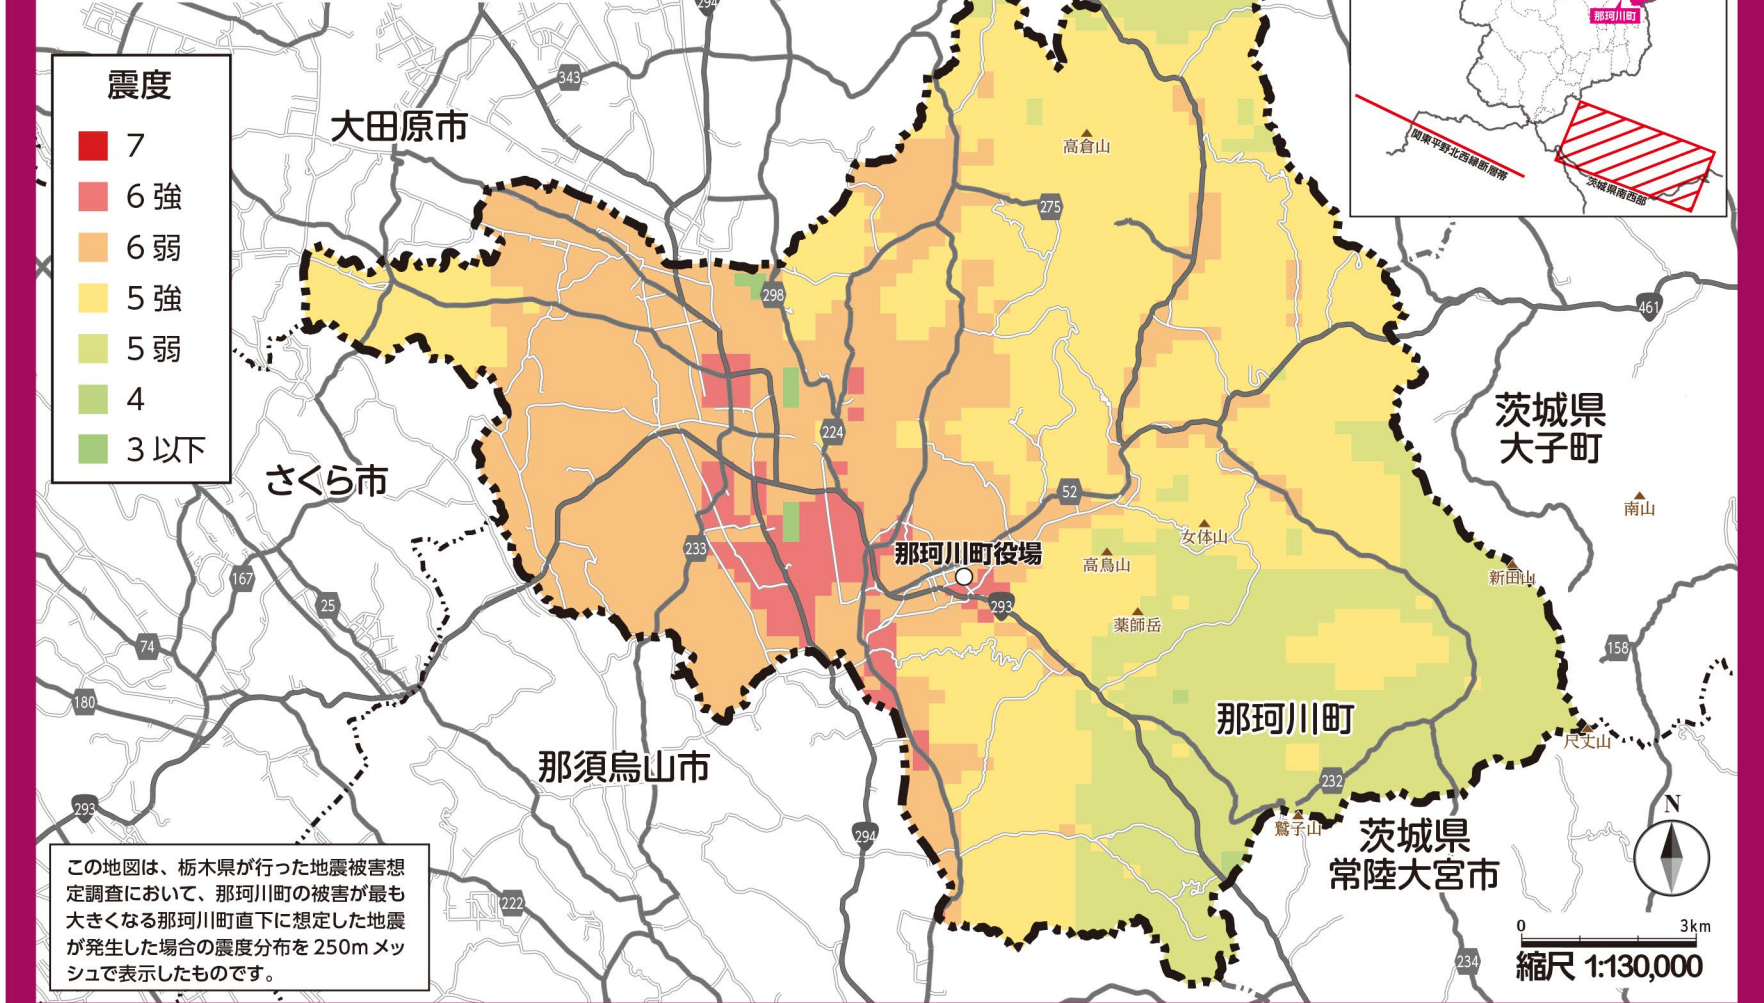 294
那珂川町
関東平野北西縁断層帯
茨城県南西部
震度
7
6強
6弱
5強
5弱
4
3以下
343
大田原市
高倉山
275
298
461
224
茨城県
大子町
さくら市
52
南山
女体山
233
那珂川町役場
高鳥山
新田山
167
25
293
薬師岳
74
158
180
那珂川町
尺丈山
那須烏山市
232
293
N
294
鷲子山
茨城県
常陸大宮市
この地図は、栃木県が行った地震被害想
定調査において、那珂川町の被害が最も
大きくなる那珂川町直下に想定した地震
が発生した場合の震度分布を250mメッ
シュで表示したものです。
222
0 3km
234
縮尺 1:130,000